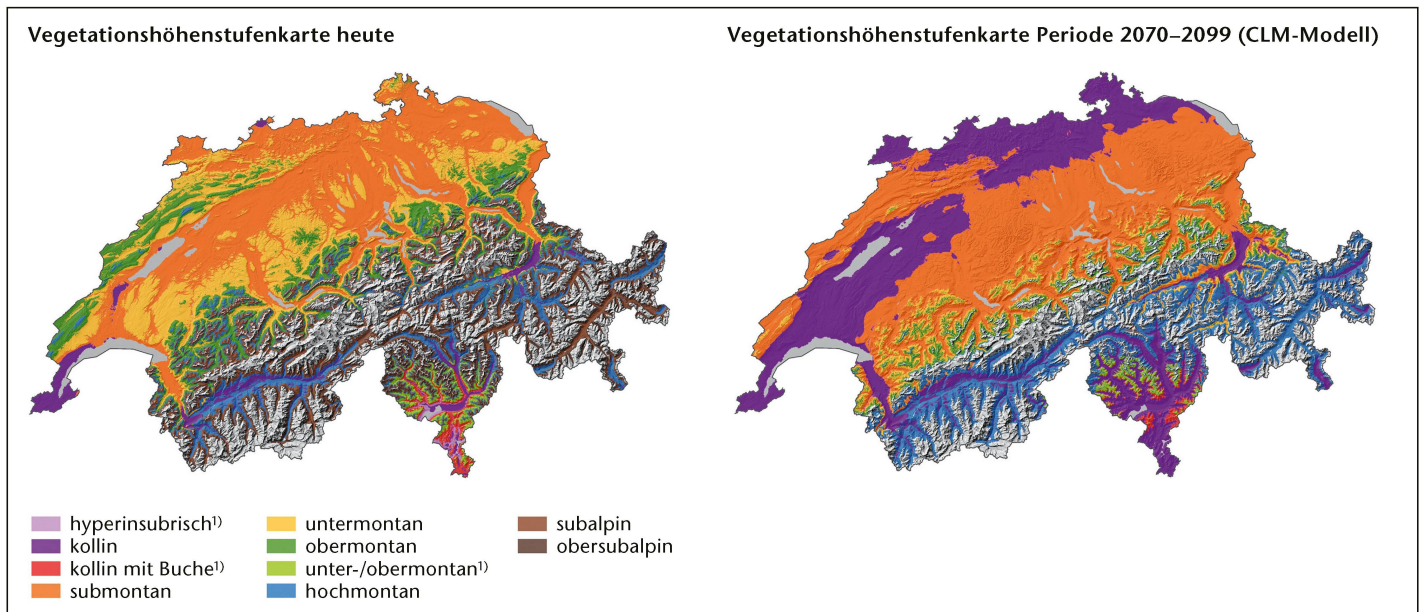 Vegetationshöhenstufenkarte heute
Vegetationshöhenstufenkarte Periode 2070–2099 (CLM-Modell)
hyperinsubrisch¹⁾
kollin
kollin mit Buche¹⁾
submontan
untermontan
obermontan
unter-/obermontan¹⁾
hochmontan
subalpin
obersubalpin